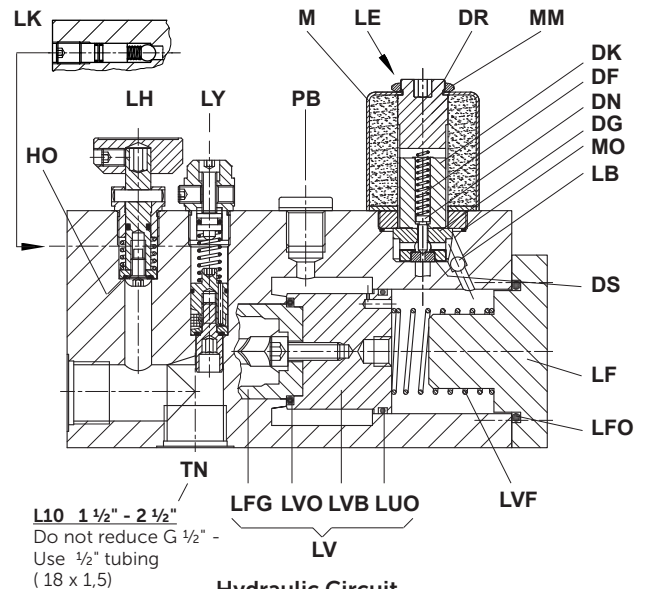 LK
M
LE
DR
MM
LH
LY
PB
HO
DK
DF
DN
DG
MO
LB
DS
LF
LFO
TN
LFG LVO LVB LUO
LVF
LV
L10 1 ½" - 2 ½"
Do not reduce G ½" -
Use ½" tubing
( 18 x 1,5)
Hydraulic Circuit